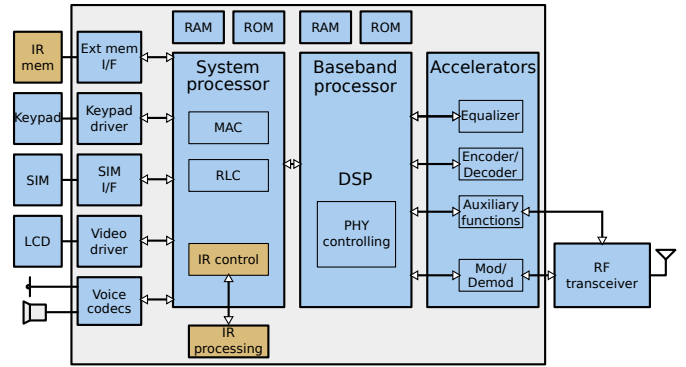 RAM
ROM
RAM
ROM
IR
mem
Ext mem
I/F
System
processor
Baseband
processor
Accelerators
Keypad
Keypad
driver
MAC
Equalizer
SIM
SIM
I/F
RLC
DSP
Encoder/
Decoder
Auxiliary
functions
PHY
controlling
LCD
Video
driver
IR control
Mod/
Demod
RF
transceiver
Voice
codecs
IR
processing